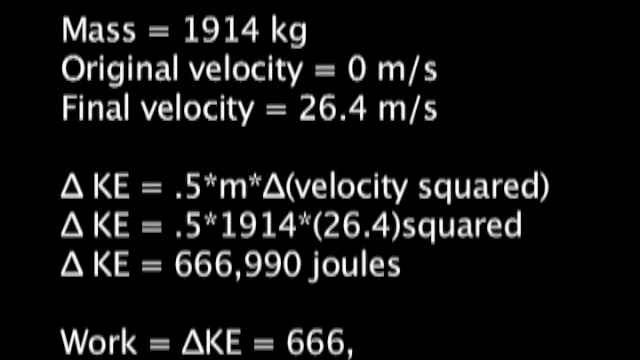 Mass = 1914 kg
Original velocity = 0 m/s
Final velocity = 26.4 m/s
Δ KE = .5*m*Δ(velocity squared)
Δ KE = .5*1914*(26.4)squared
Δ KE = 666,990 joules
Work = ΔKE = 666,